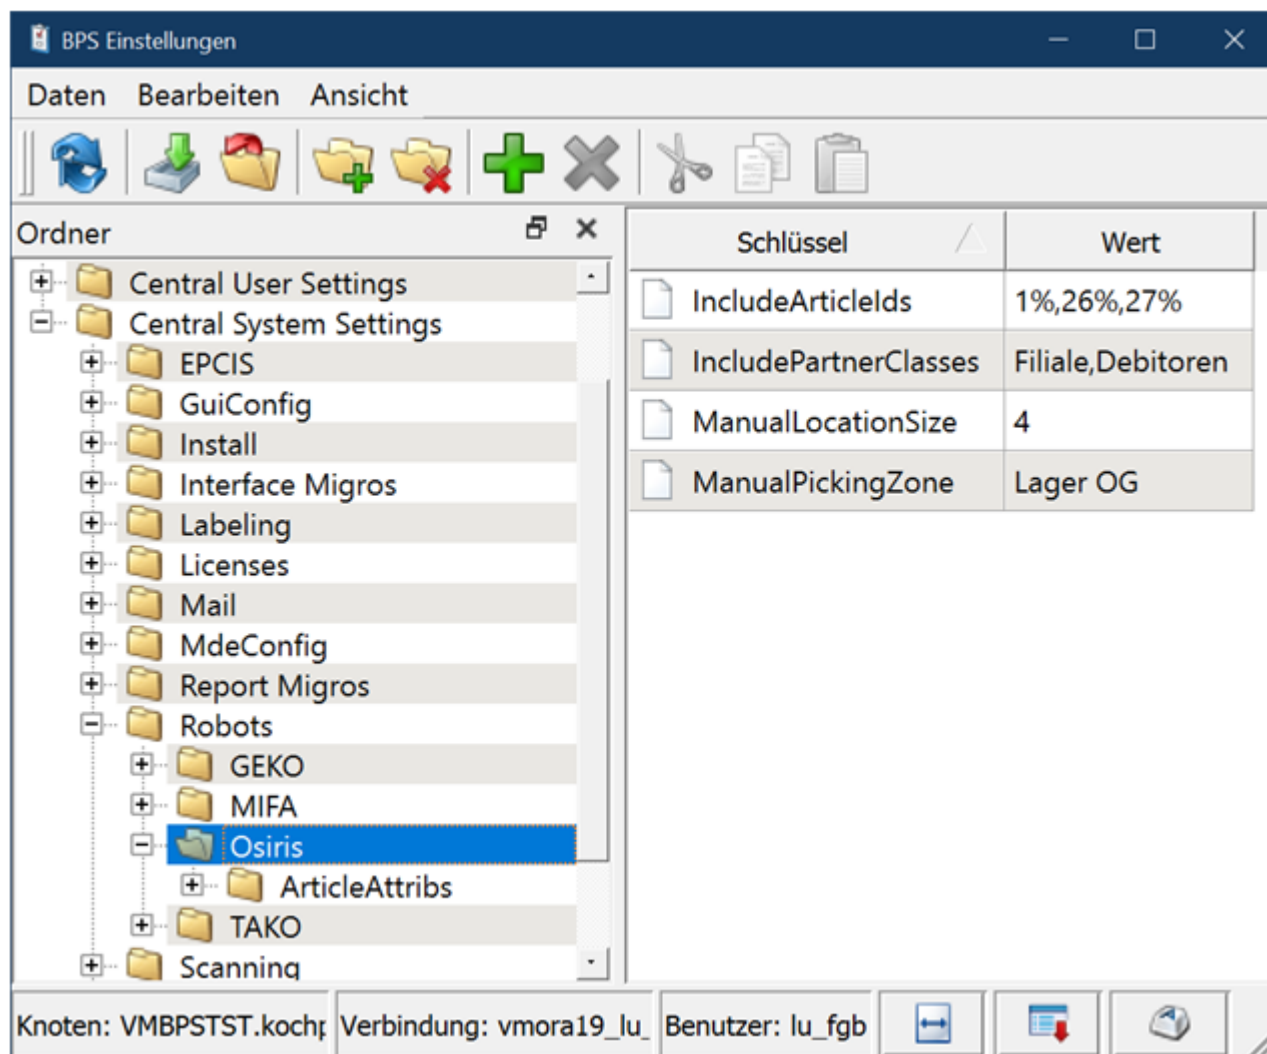 BPS Einstellungen
Daten Bearbeiten Ansicht
Ordner
Schlüssel Wert
Central User Settings
Central System Settings
EPCIS
GuiConfig
Install
Interface Migros
Labeling
Licenses
Mail
MdeConfig
Report Migros
Robots
GEKO
MIFA
Osiris
ArticleAttribs
TAKO
Scanning
IncludeArticleIds 1%,26%,27%
IncludePartnerClasses Filiale,Debitoren
ManualLocationSize 4
ManualPickingZone Lager OG
Knoten: VMBPSTST.kochp Verbindung: vmora19_lu_ Benutzer: lu_fgb